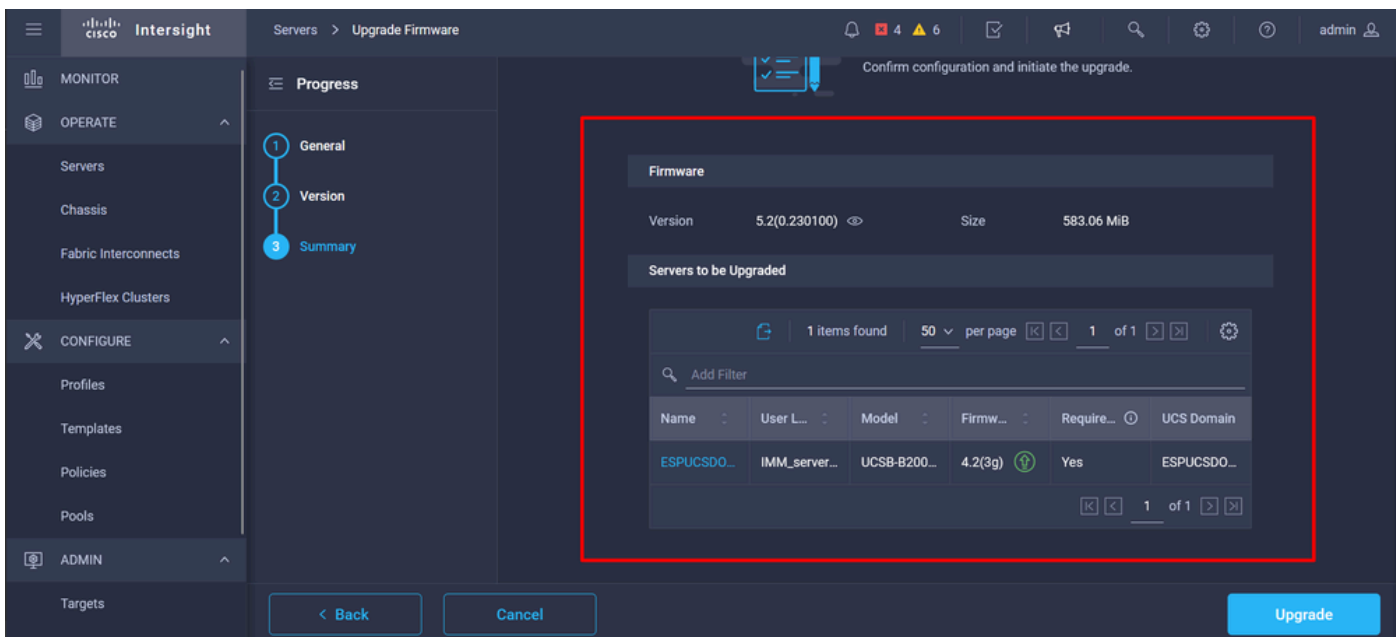 cisco Intersight
Servers > Upgrade Firmware
4 6
admin
MONITOR
OPERATE
Servers
Chassis
Fabric Interconnects
HyperFlex Clusters
CONFIGURE
Profiles
Templates
Policies
Pools
ADMIN
Targets
Progress
1 General
2 Version
3 Summary
Confirm configuration and initiate the upgrade.
Firmware
Version 5.2(0.230100) Size 583.06 MiB
Servers to be Upgraded
1 items found 50 per page 1 of 1
Add Filter
Name User L... Model Firmw... Require... UCS Domain
ESPUCSDO... IMM_server... UCSB-B200... 4.2(3g) Yes ESPUCSDO...
1 of 1
< Back Cancel Upgrade